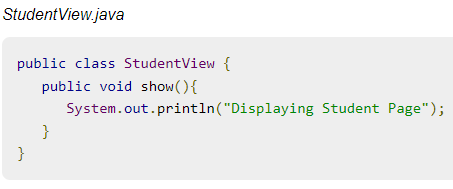 StudentView.java
public class StudentView {
public void show(){
System.out.println("Displaying Student Page");
}
}